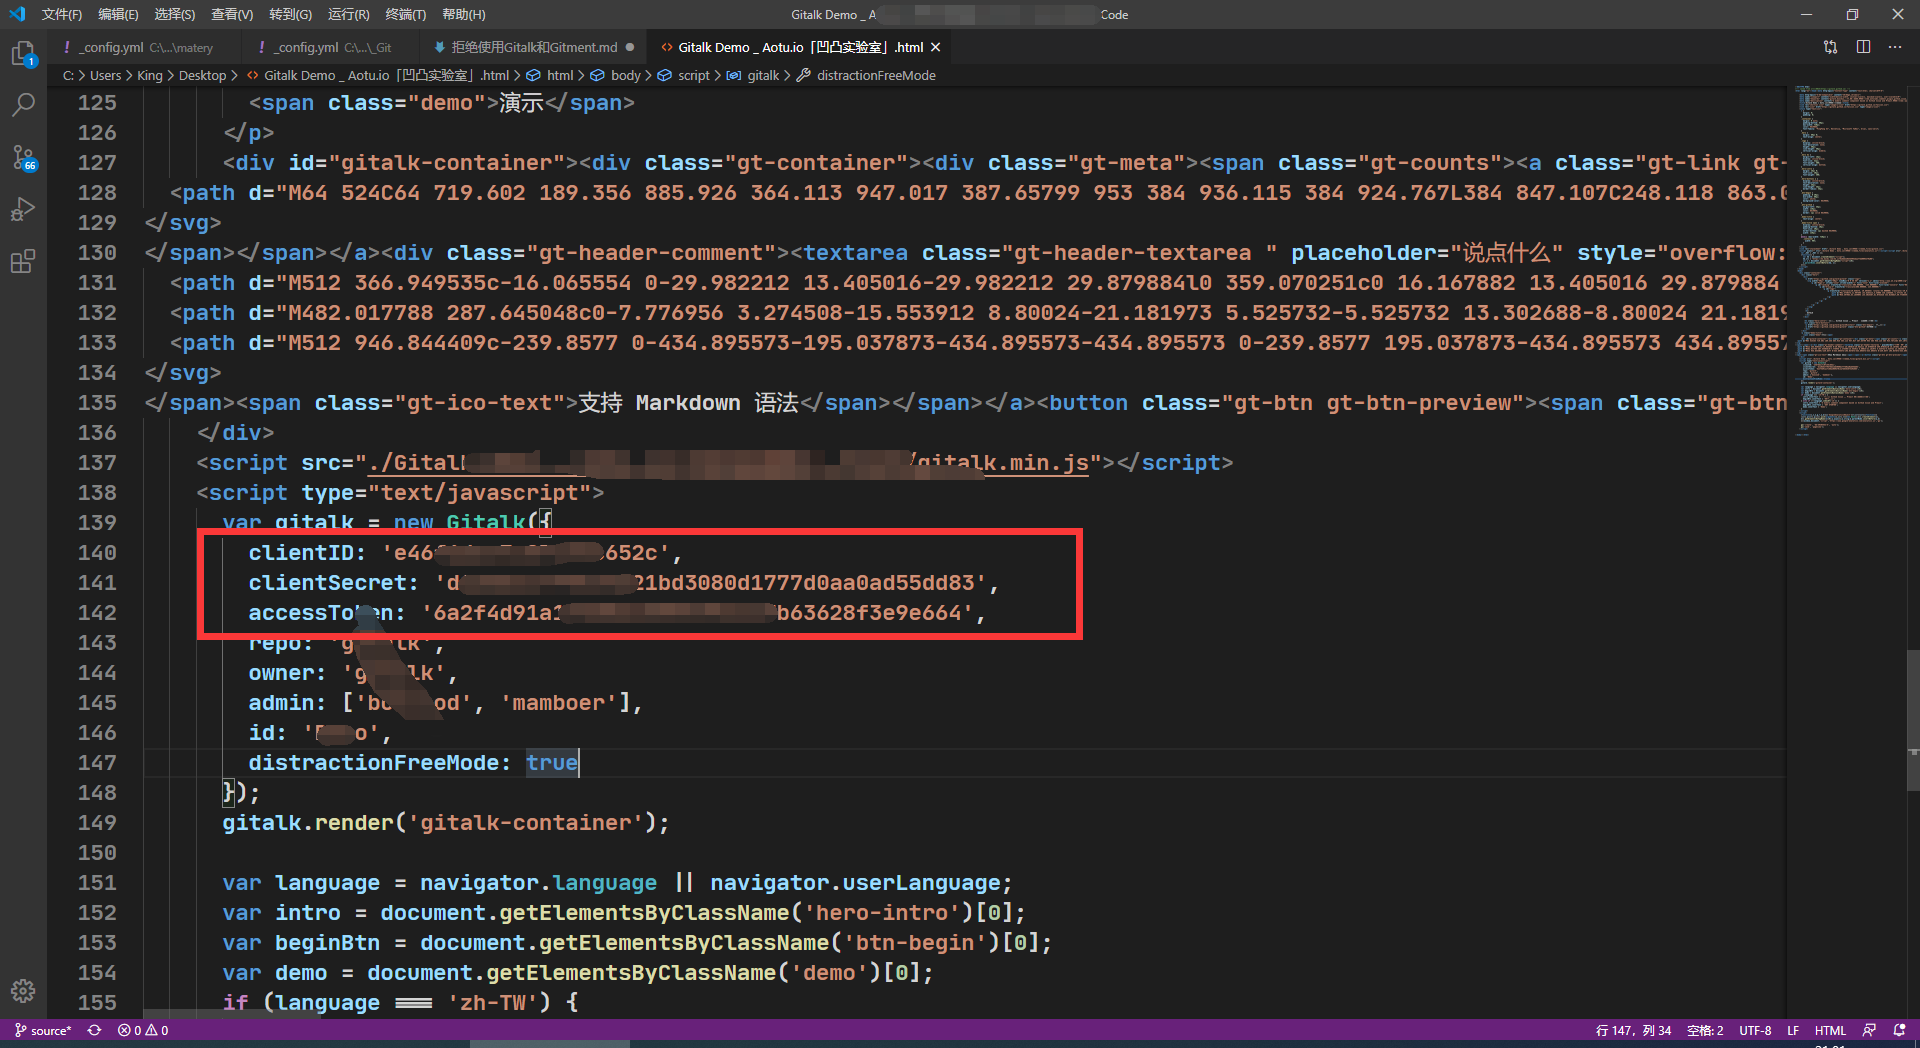 文件(F) 编辑(E) 选择(S) 查看(V) 转到(G) 运行(R) 终端(T) 帮助(H) Gitalk Demo _ A Code
! _config.yml C:\...\matery ! _config.yml C:\...\_Git 拒绝使用Gitalk和Gitment.md ● <> Gitalk Demo _ Aotu.io「凹凸实验室」.html ×
C: > Users > King > Desktop > <> Gitalk Demo _ Aotu.io「凹凸实验室」.html > html > body > script > gitalk > distractionFreeMode
1
66
125 <span class="demo">演示</span>
126 </p>
127 <div id="gitalk-container"><div class="gt-container"><div class="gt-meta"><span class="gt-counts"><a class="gt-link gt-
128 <path d="M64 524C64 719.602 189.356 885.926 364.113 947.017 387.65799 953 384 936.115 384 924.767L384 847.107C248.118 863.0
129 </svg>
130 </span></span></a><div class="gt-header-comment"><textarea class="gt-header-textarea " placeholder="说点什么" style="overflow:
131 <path d="M512 366.949535c-16.065554 0-29.982212 13.405016-29.982212 29.879884l0 359.070251c0 16.167882 13.405016 29.879884
132 <path d="M482.017788 287.645048c0-7.776956 3.274508-15.553912 8.80024-21.181973 5.525732-5.525732 13.302688-8.80024 21.1819
133 <path d="M512 946.844409c-239.8577 0-434.895573-195.037873-434.895573-434.895573 0-239.8577 195.037873-434.895573 434.89557
134 </svg>
135 </span><span class="gt-ico-text">支持 Markdown 语法</span></span></a><button class="gt-btn gt-btn-preview"><span class="gt-btn
136 </div>
137 <script src="./Gital /gitalk.min.js"></script>
138 <script type="text/javascript">
139 var gitalk = new Gitalk({
140 clientID: 'e46 652c',
141 clientSecret: 'd 21bd3080d1777d0aa0ad55dd83',
142 accessToken: '6a2f4d91a1 b63628f3e9e664',
143 repo: 'g lk',
144 owner: 'g lk',
145 admin: ['b od', 'mamboer'],
146 id: ' o',
147 distractionFreeMode: true
148 });
149 gitalk.render('gitalk-container');
150
151 var language = navigator.language || navigator.userLanguage;
152 var intro = document.getElementsByClassName('hero-intro')[0];
153 var beginBtn = document.getElementsByClassName('btn-begin')[0];
154 var demo = document.getElementsByClassName('demo')[0];
155 if (language === 'zh-TW') {
source* 0 0 行 147，列 34 空格: 2 UTF-8 LF HTML